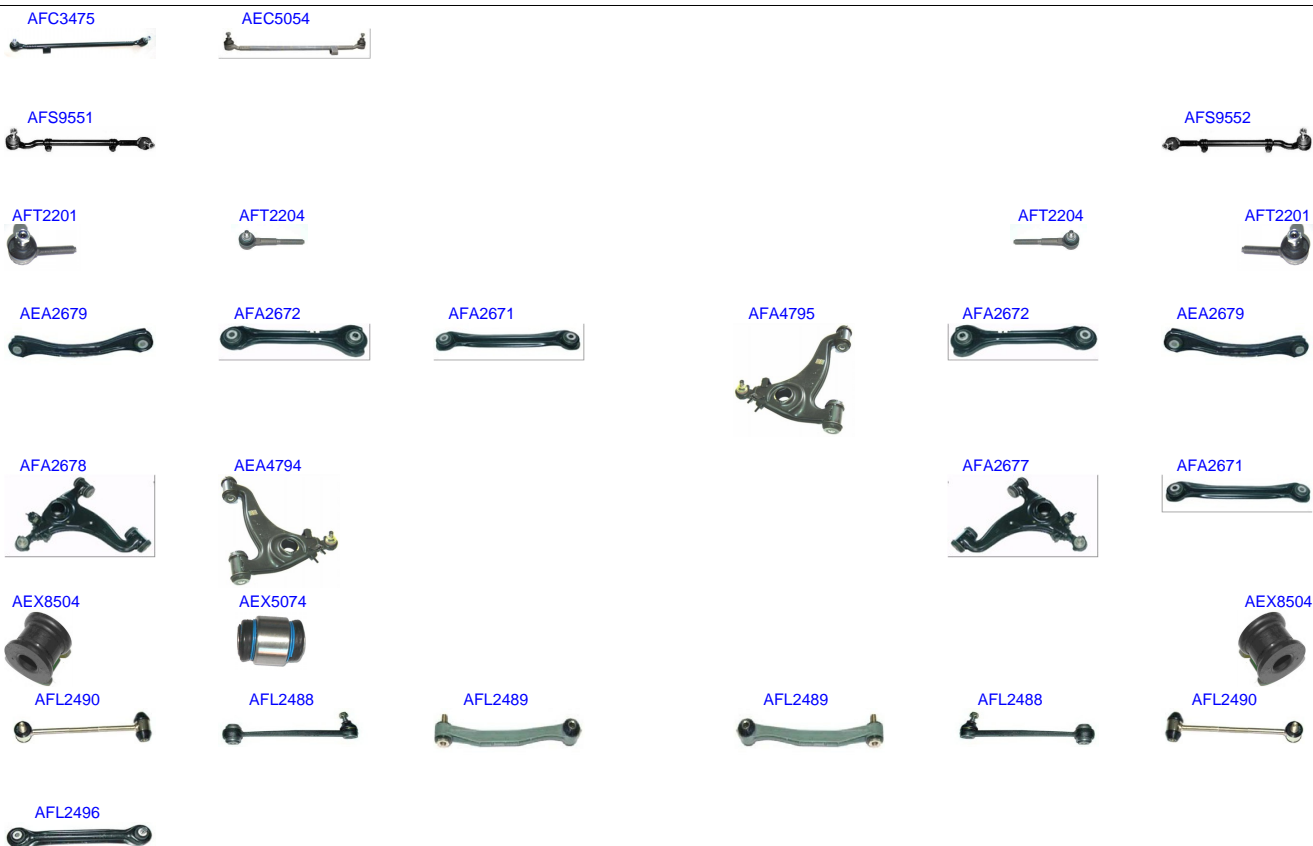 AFC3475 AEC5054
AFS9551 AFS9552
AFT2201 AFT2204 AFT2204 AFT2201
AEA2679 AFA2672 AFA2671 AFA4795 AFA2672 AEA2679
AFA2678 AEA4794 AFA2677 AFA2671
AEX8504 AEX5074 AEX8504
AFL2490 AFL2488 AFL2489 AFL2489 AFL2488 AFL2490
AFL2496